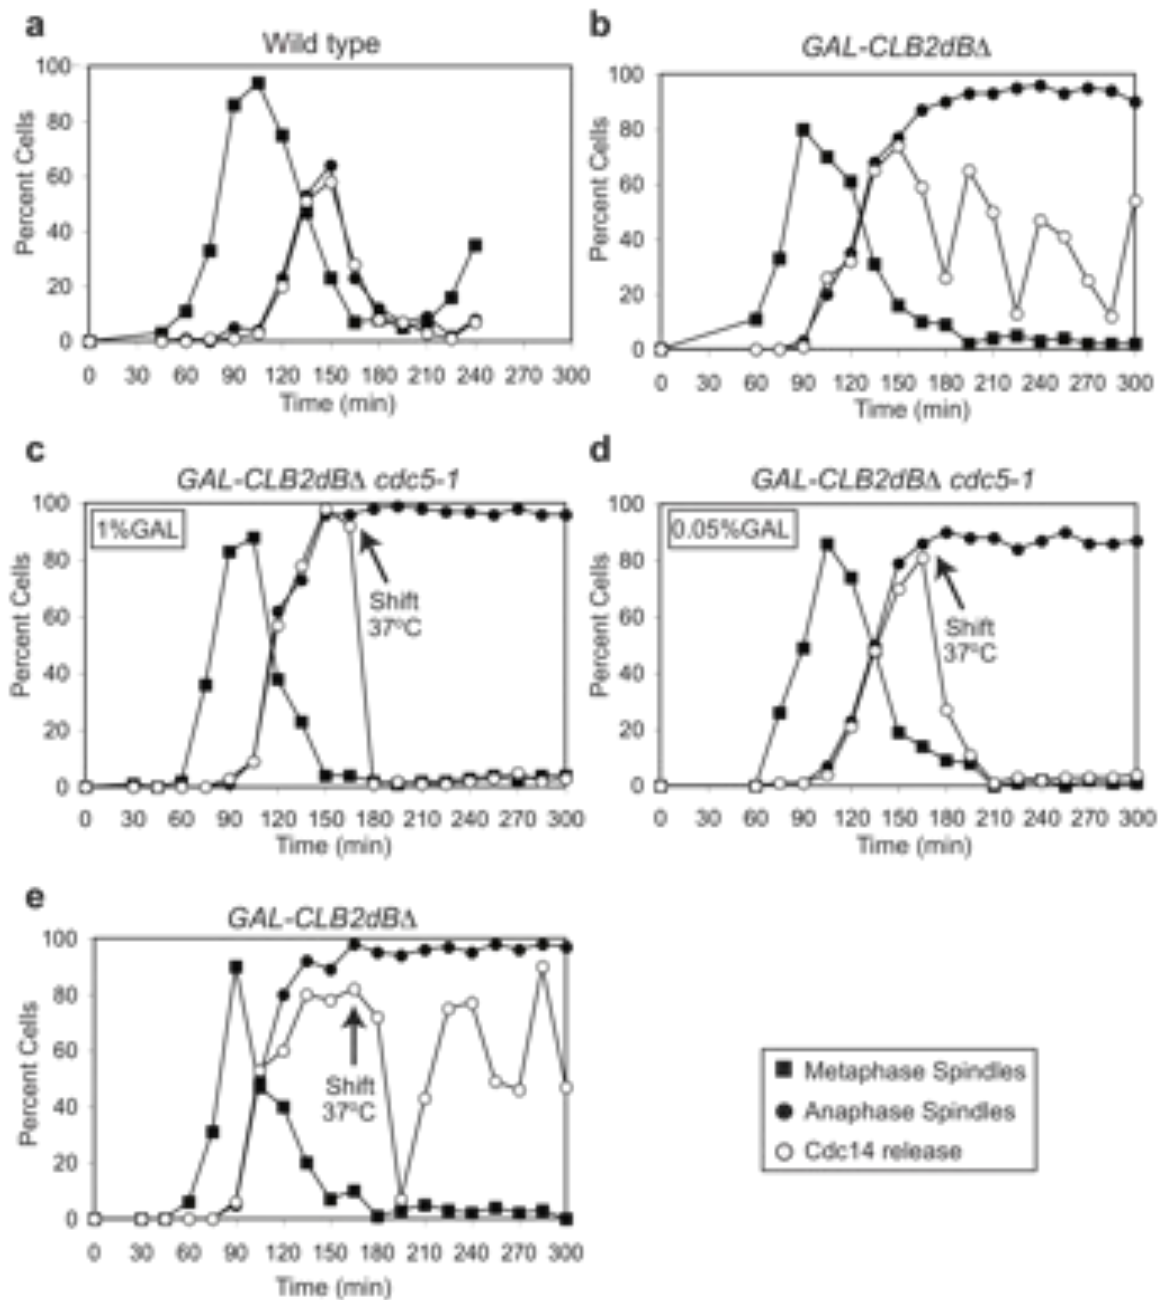 a
Wild type
100
80
60
40
20
0
Percent Cells
0 30 60 90 120 150 180 210 240 270 300
Time (min)
b
GAL-CLB2dBΔ
100
80
60
40
20
0
Percent Cells
0 30 60 90 120 150 180 210 240 270 300
Time (min)
c
GAL-CLB2dBΔ cdc5-1
1%GAL
100
80
60
40
20
0
Percent Cells
Shift
37ºC
0 30 60 90 120 150 180 210 240 270 300
Time (min)
d
GAL-CLB2dBΔ cdc5-1
0.05%GAL
100
80
60
40
20
0
Percent Cells
Shift
37ºC
0 30 60 90 120 150 180 210 240 270 300
Time (min)
e
GAL-CLB2dBΔ
100
80
60
40
20
0
Percent Cells
Shift
37ºC
0 30 60 90 120 150 180 210 240 270 300
Time (min)
Metaphase Spindles
Anaphase Spindles
Cdc14 release